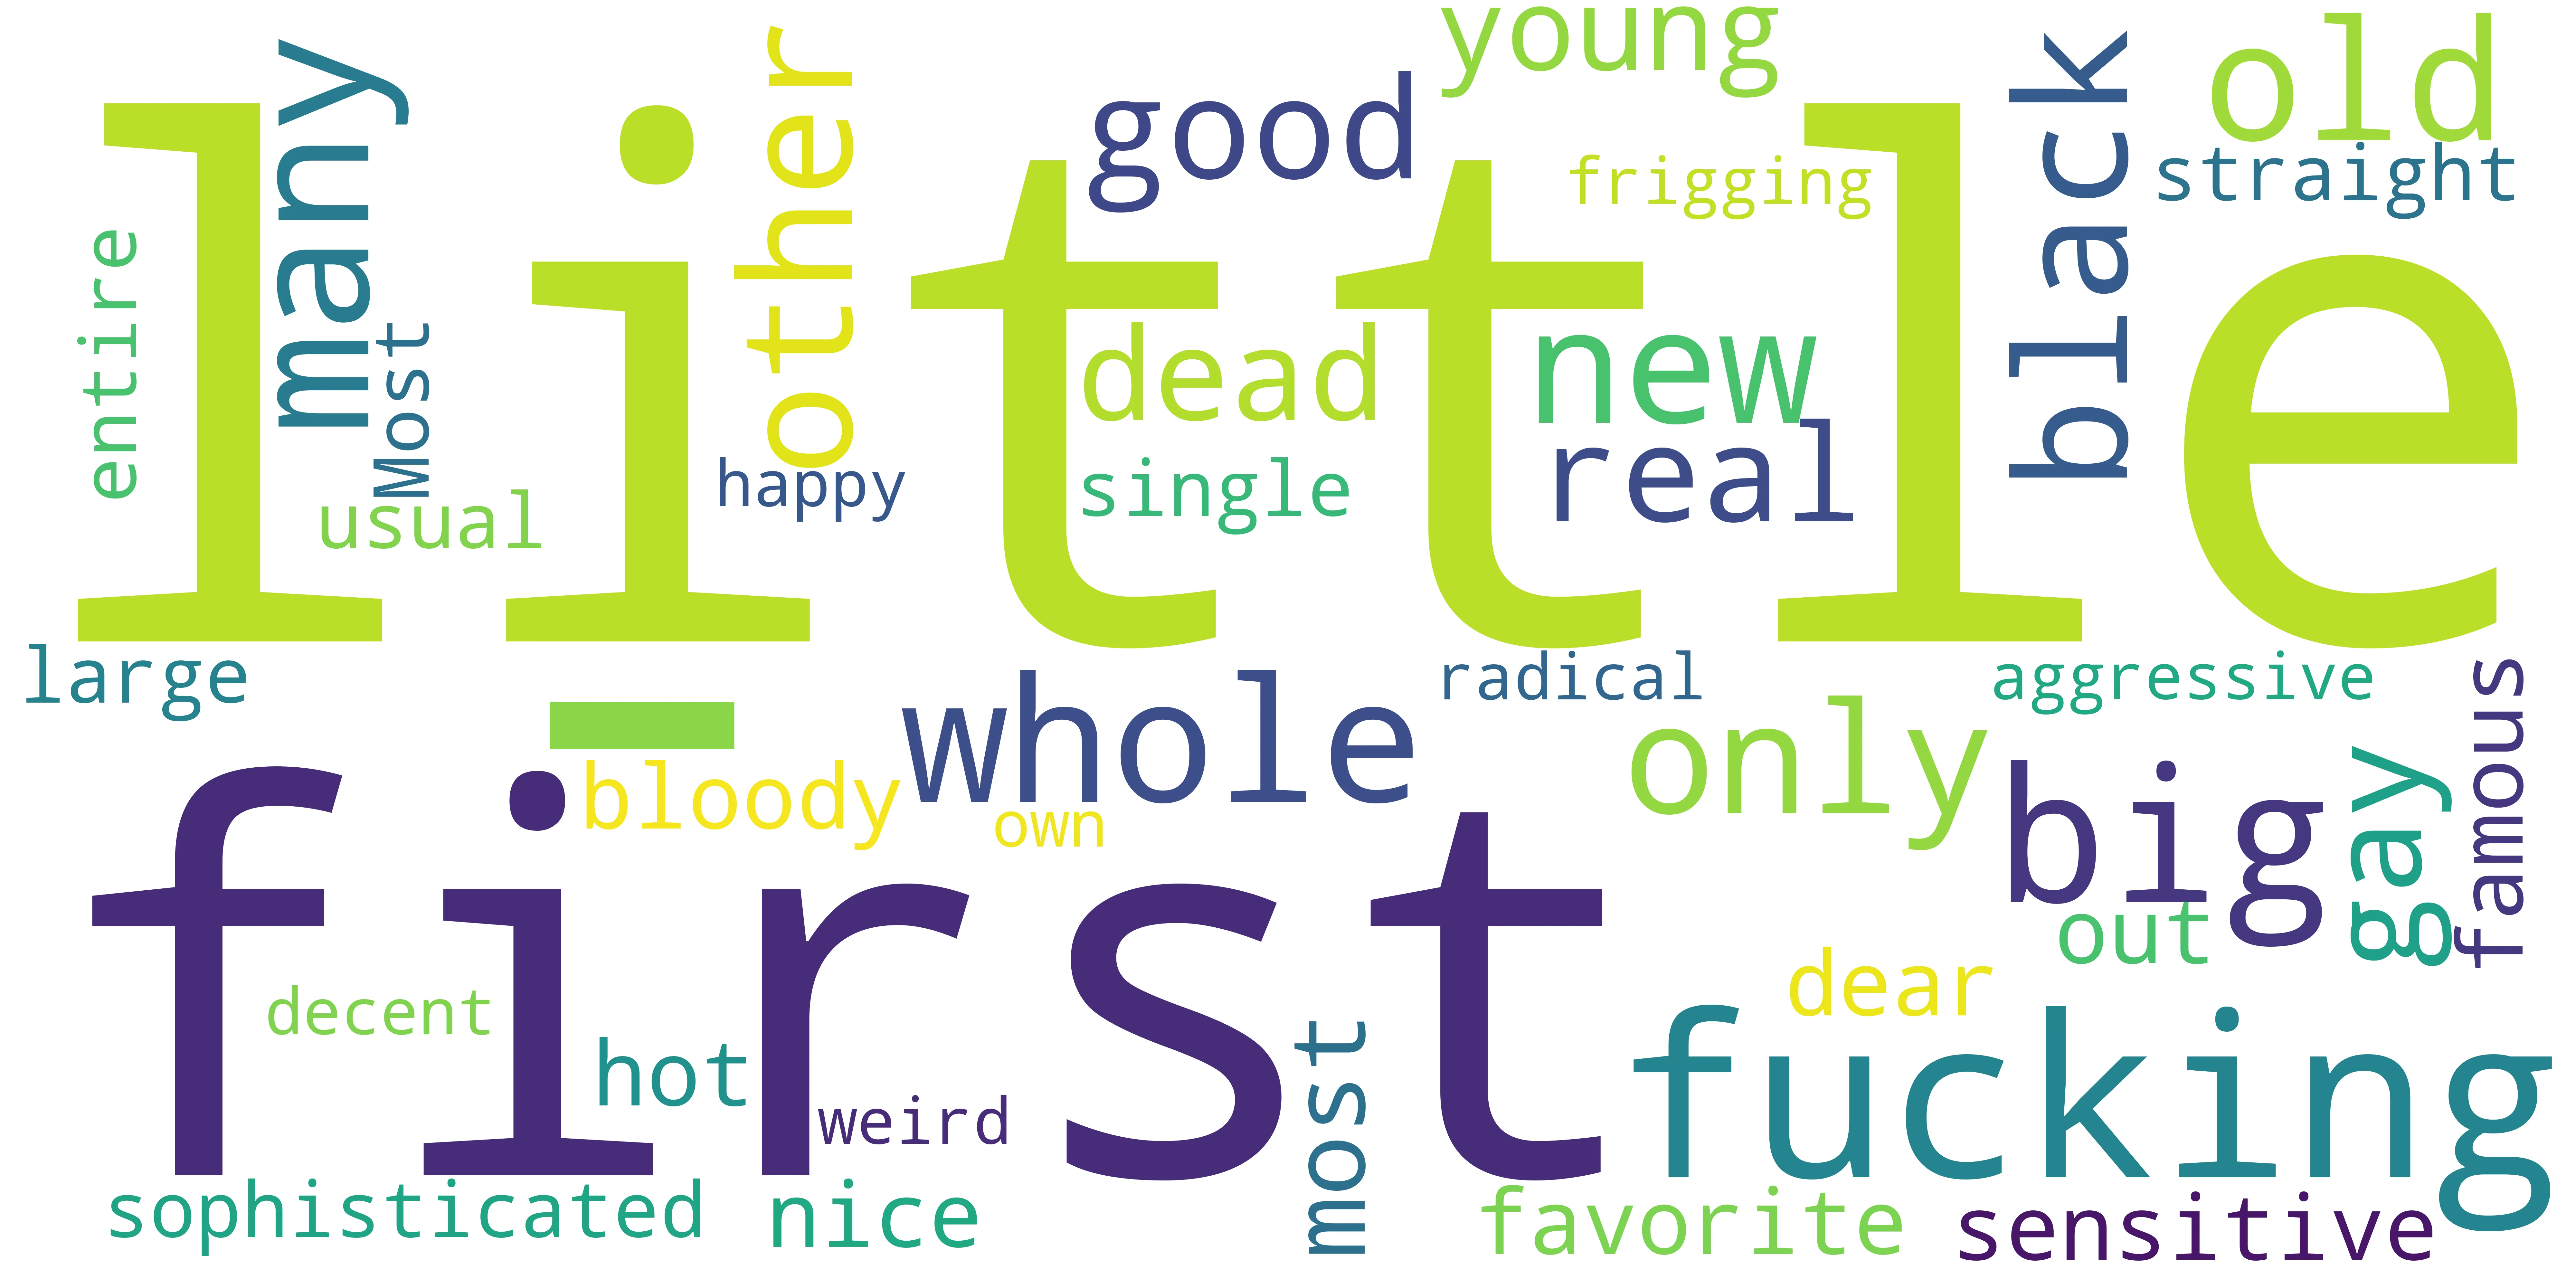 little
first
many
other
good
young
black
old
straight
frigging
entire
Most
usual
happy
dead
single
new
real
large
-
whole
radical
aggressive
only
famous
bloody
own
big
gay
out
decent
hot
weird
most
dear
fucking
sophisticated
nice
favorite
sensitive